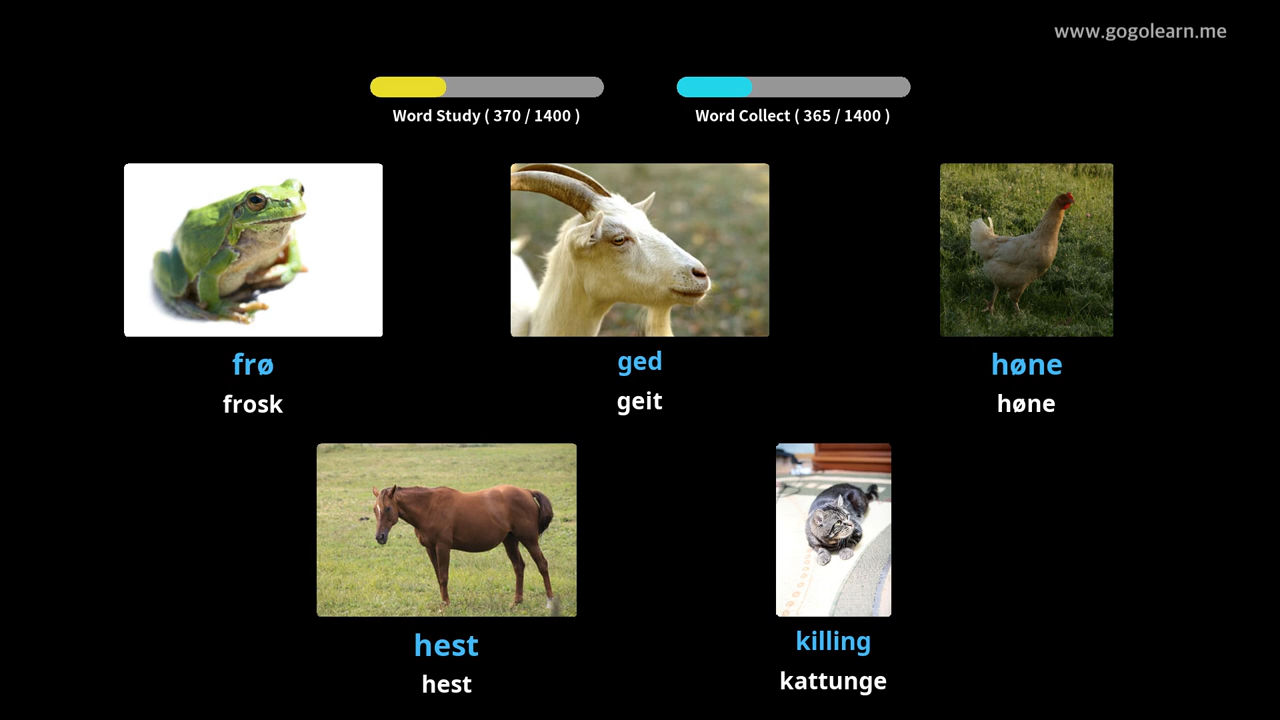 www.gogolearn.me
Word Study ( 370 / 1400 )
Word Collect ( 365 / 1400 )
frø
frosk
ged
geit
høne
høne
hest
hest
killing
kattunge